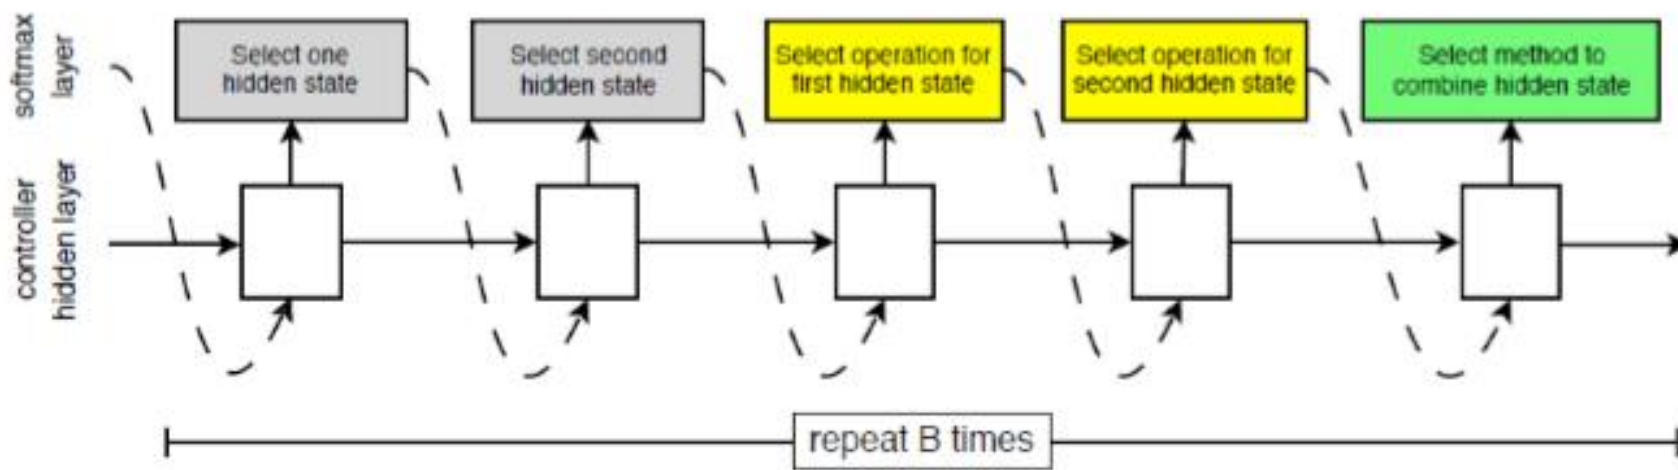 softmax
layer
Select one
hidden state
Select second
hidden state
Select operation for
first hidden state
Select operation for
second hidden state
Select method to
combine hidden state
controller
hidden layer
repeat B times